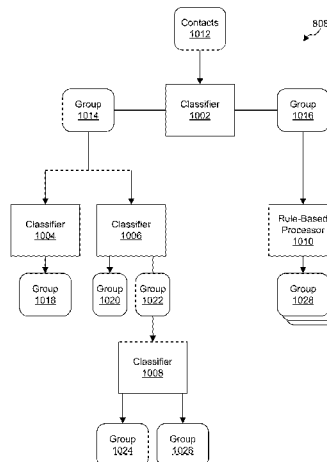 Contacts
1012
808
Group
1014
Classifier
1002
Group
1016
Classifier
1004
Classifier
1006
Rule-Based
Processor
1010
Group
1018
Group
1020
Group
1022
Group
1028
Classifier
1008
Group
1024
Group
1026